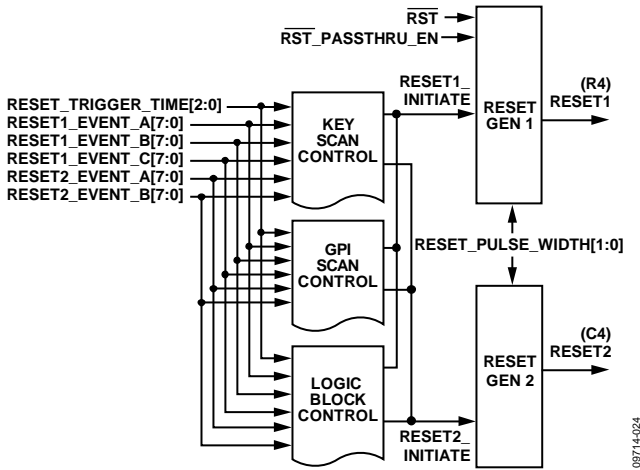 RST
RST_PASSTHRU_EN
RESET_TRIGGER_TIME[2:0]
RESET1_EVENT_A[7:0]
RESET1_EVENT_B[7:0]
RESET1_EVENT_C[7:0]
RESET2_EVENT_A[7:0]
RESET2_EVENT_B[7:0]
KEY
SCAN
CONTROL
RESET1_
INITIATE
RESET
GEN 1
(R4)
RESET1
GPI
SCAN
CONTROL
RESET_PULSE_WIDTH[1:0]
LOGIC
BLOCK
CONTROL
RESET2_
INITIATE
RESET
GEN 2
(C4)
RESET2
09714-024